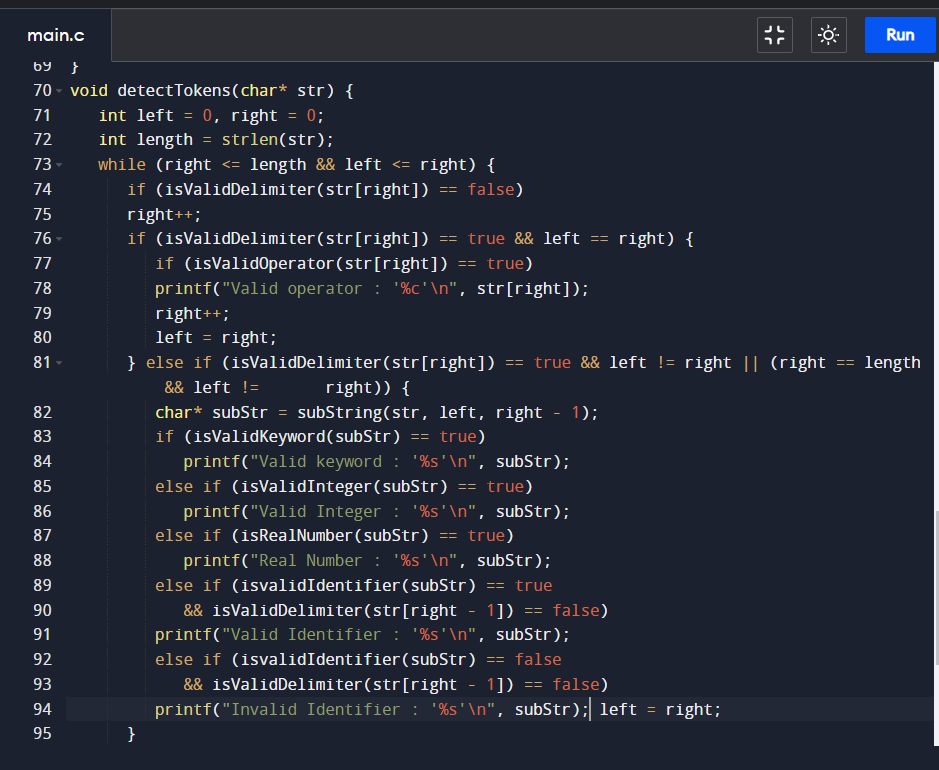 main.c
Run
69 }
70 void detectTokens(char* str) {
71 int left = 0, right = 0;
72 int length = strlen(str);
73 while (right <= length && left <= right) {
74 if (isValidDelimiter(str[right]) == false)
75 right++;
76 if (isValidDelimiter(str[right]) == true && left == right) {
77 if (isValidOperator(str[right]) == true)
78 printf("Valid operator : '%c'\n", str[right]);
79 right++;
80 left = right;
81 } else if (isValidDelimiter(str[right]) == true && left != right || (right == length
&& left !=       right)) {
82 char* subStr = subString(str, left, right - 1);
83 if (isValidKeyword(subStr) == true)
84 printf("Valid keyword : '%s'\n", subStr);
85 else if (isValidInteger(subStr) == true)
86 printf("Valid Integer : '%s'\n", subStr);
87 else if (isRealNumber(subStr) == true)
88 printf("Real Number : '%s'\n", subStr);
89 else if (isvalidIdentifier(subStr) == true
90 && isValidDelimiter(str[right - 1]) == false)
91 printf("Valid Identifier : '%s'\n", subStr);
92 else if (isvalidIdentifier(subStr) == false
93 && isValidDelimiter(str[right - 1]) == false)
94 printf("Invalid Identifier : '%s'\n", subStr); left = right;
95 }